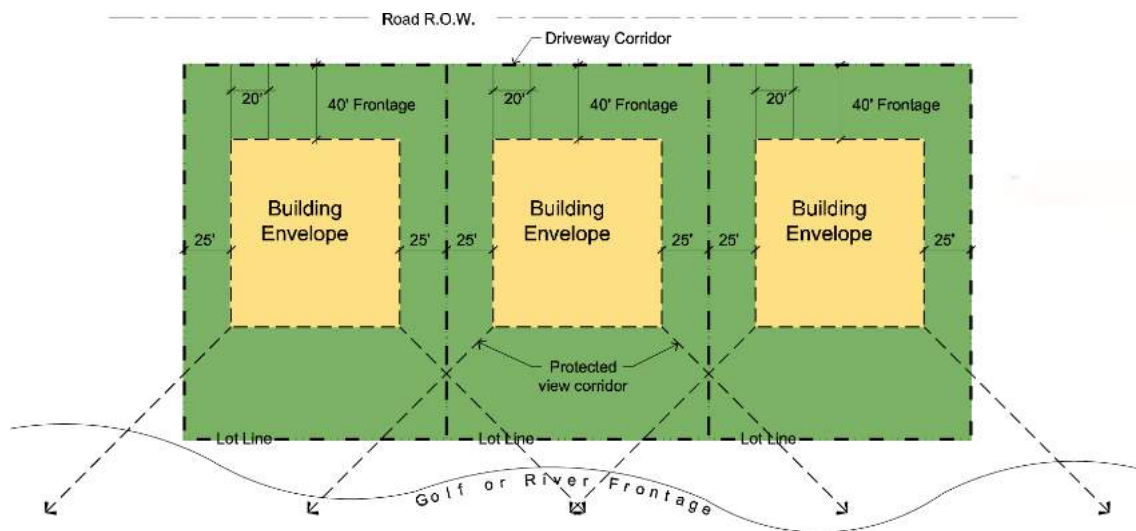 Road R.O.W.
Driveway Corridor
20'
40' Frontage
20'
40' Frontage
20'
40' Frontage
Building
Envelope
Building
Envelope
Building
Envelope
25'
25'
25'
25'
25'
25'
Protected
view corridor
Lot Line
Lot Line
Lot Line
Golf or River Frontage